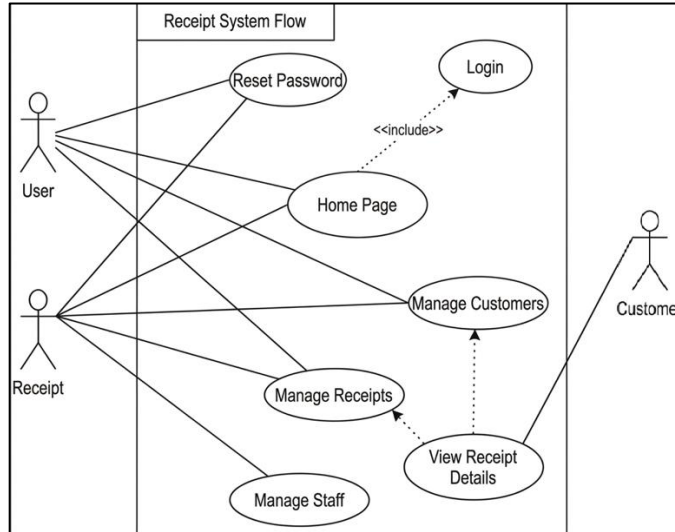 Receipt System Flow
Reset Password
Login
<<include>>
User
Home Page
Manage Customers
Custome
Receipt
Manage Receipts
View Receipt
Details
Manage Staff